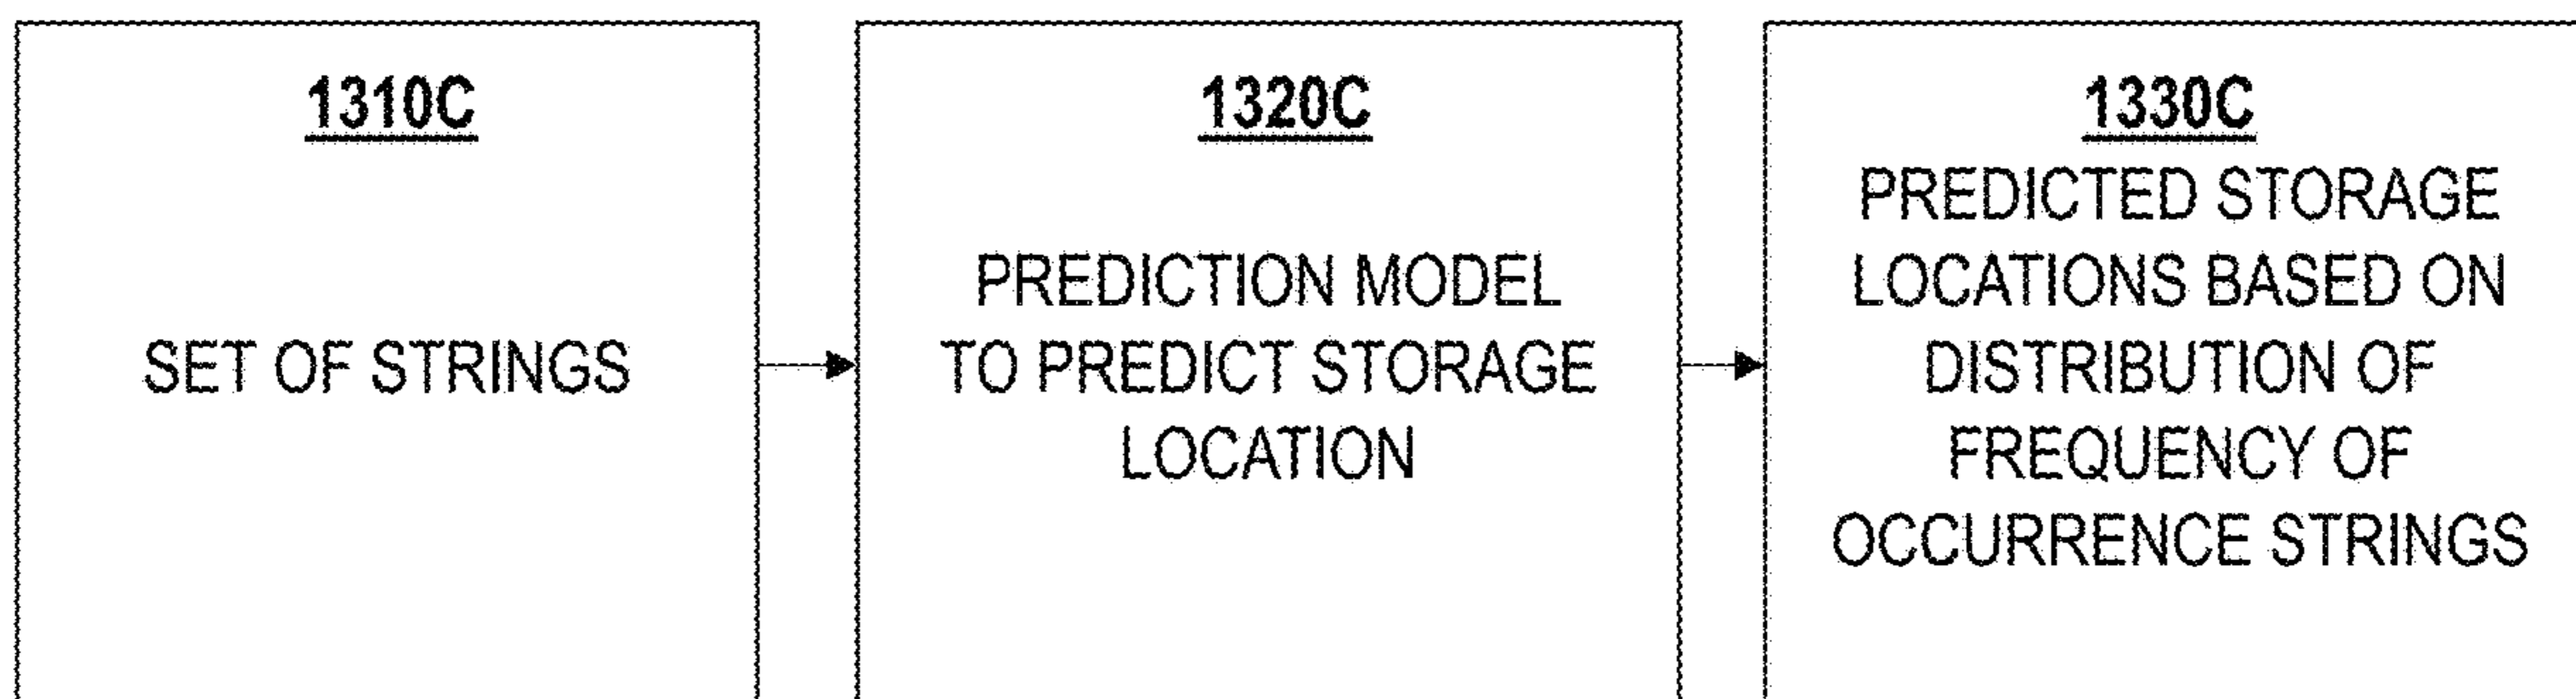 1310C
SET OF STRINGS
1320C
PREDICTION MODEL
TO PREDICT STORAGE
LOCATION
1330C
PREDICTED STORAGE
LOCATIONS BASED ON
DISTRIBUTION OF
FREQUENCY OF
OCCURRENCE STRINGS